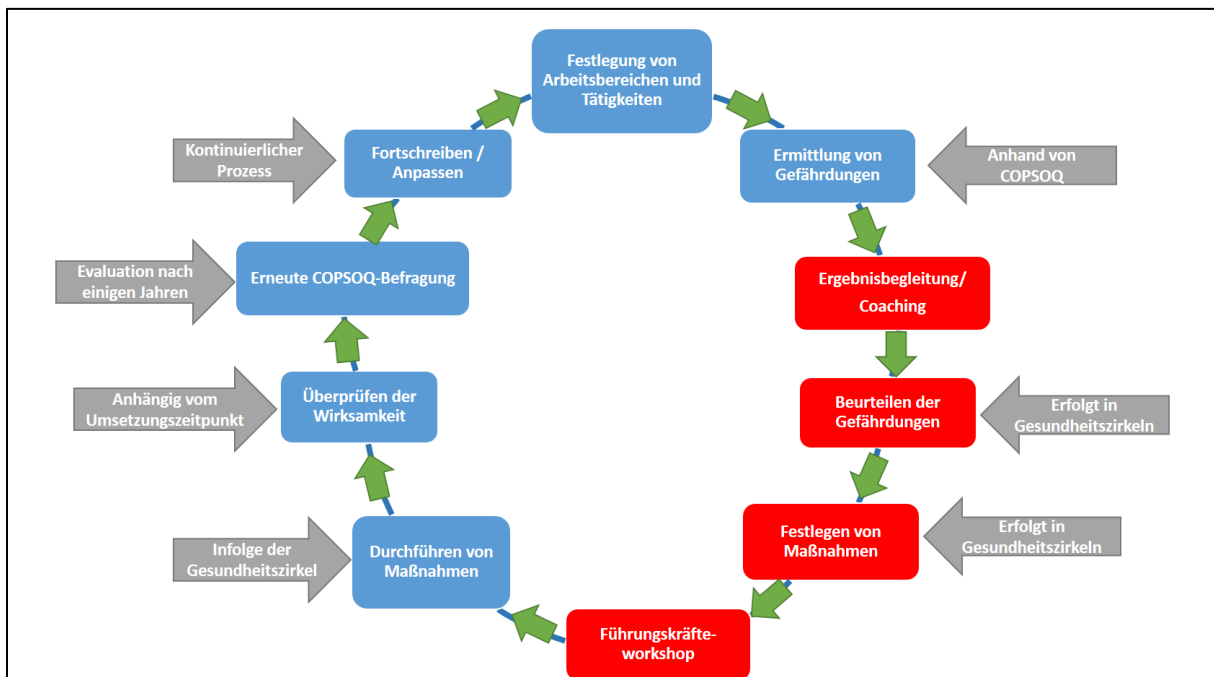 Festlegung von
Arbeitsbereichen und
Tätigkeiten
Ermittlung von
Gefährdungen
Anhand von
COPSOQ
Ergebnisbegleitung/
Coaching
Beurteilen der
Gefährdungen
Erfolgt in
Gesundheitszirkeln
Festlegen von
Maßnahmen
Erfolgt in
Gesundheitszirkeln
Führungskräfte-
workshop
Durchführen von
Maßnahmen
Infolge der
Gesundheitszirkel
Überprüfen der
Wirksamkeit
Anhängig vom
Umsetzungszeitpunkt
Erneute COPSOQ-Befragung
Evaluation nach
einigen Jahren
Fortschreiben /
Anpassen
Kontinuierlicher
Prozess